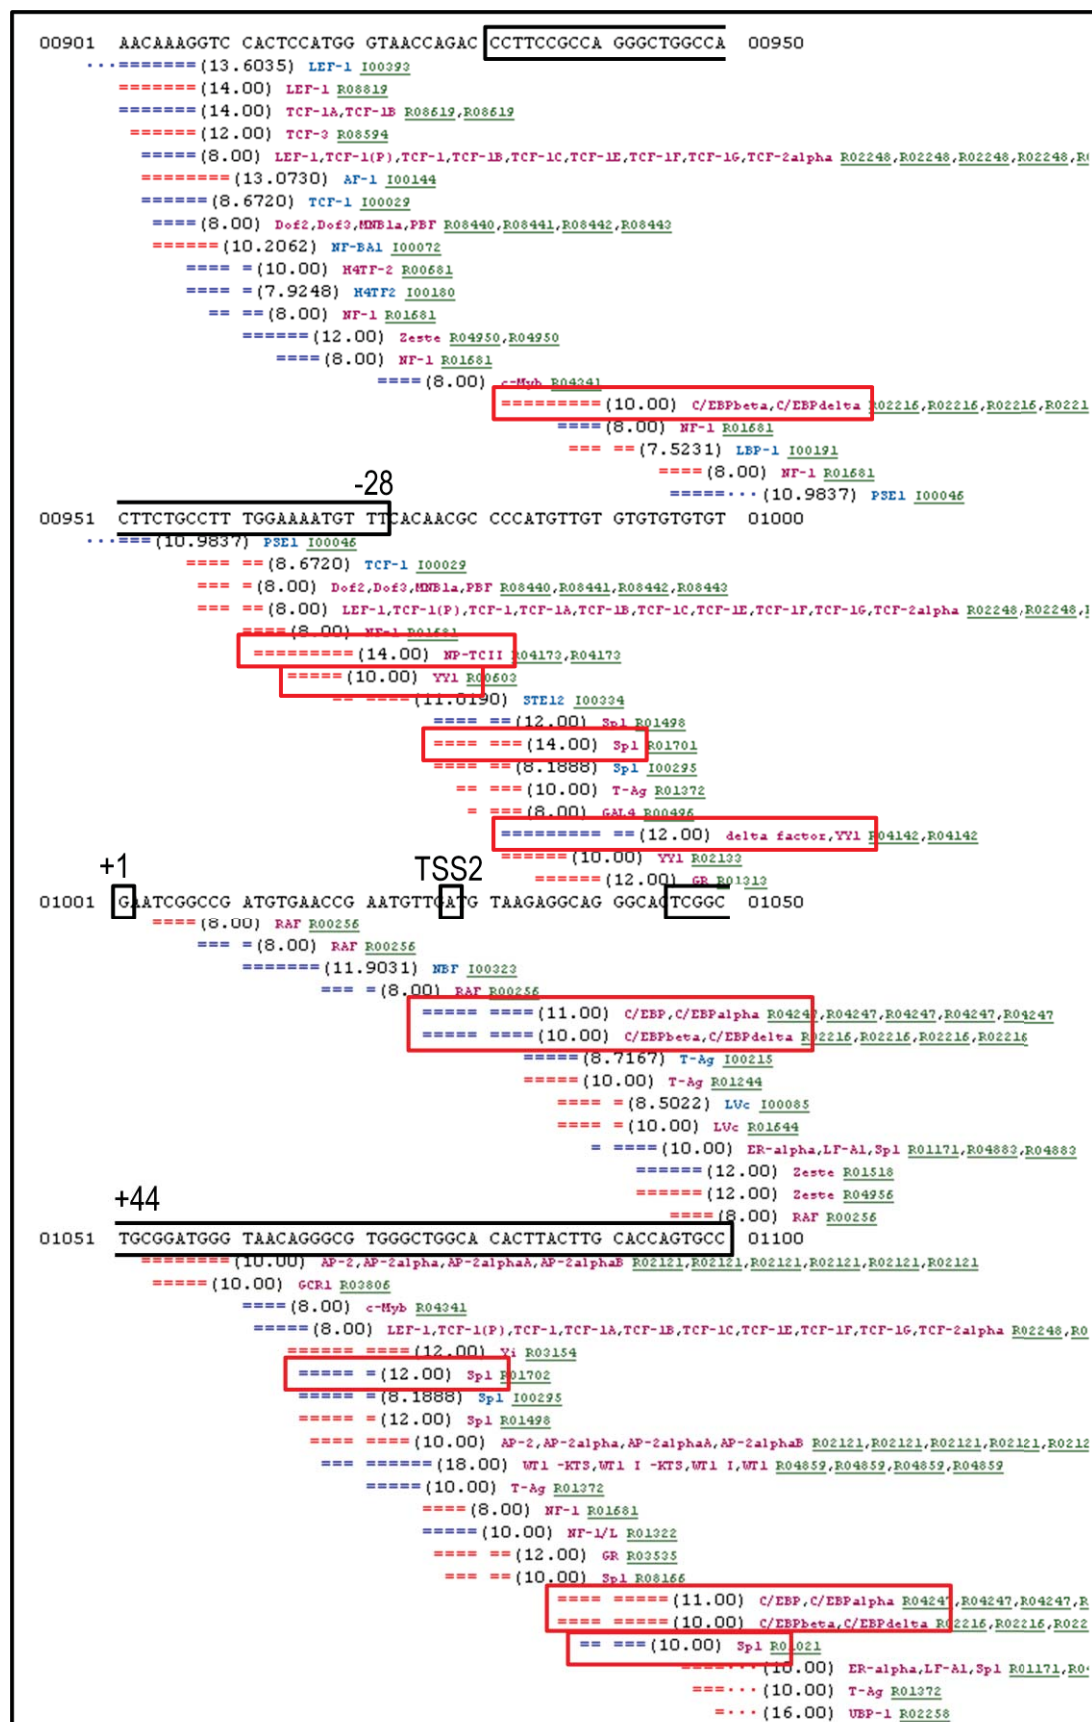 00901 AACAAAGGTC CACTCCATGG GTAACCAGAC CCTTCCGCCA GGGCTGGCCA 00950
···=======(13.6035) LEF-1 I00393
=======(14.00) LEF-1 R08819
=======(14.00) TCF-1A,TCF-1B R08619,R08619
======(12.00) TCF-3 R08594
=====(8.00) LEF-1,TCF-1(P),TCF-1,TCF-1B,TCF-1C,TCF-1E,TCF-1F,TCF-1G,TCF-2alpha R02248,R02248,R02248,R02248,R(
========(13.0730) AF-1 I00144
======(8.6720) TCF-1 I00029
====(8.00) Dof2,Dof3,MNB1a,PBF R08440,R08441,R08442,R08443
======(10.2062) NF-BA1 I00072
==== =(10.00) H4TF-2 R00681
==== =(7.9248) H4TF2 I00180
== ==(8.00) NF-1 R01681
======(12.00) Zeste R04950,R04950
====(8.00) NF-1 R01681
====(8.00) c-Myb R04341
=========(10.00) C/EBPbeta,C/EBPdelta R02216,R02216,R02216,R0221
====(8.00) NF-1 R01681
=== ==(7.5231) LBP-1 I00191
====(8.00) NF-1 R01681
=====···(10.9837) PSE1 I00046
-28
00951 CTTCTGCCTT TGGAAAATGT TTCACAACGC CCCATGTTGT GTGTGTGTGT 01000
···===(10.9837) PSE1 I00046
==== ==(8.6720) TCF-1 I00029
=== =(8.00) Dof2,Dof3,MNB1a,PBF R08440,R08441,R08442,R08443
=== ==(8.00) LEF-1,TCF-1(P),TCF-1,TCF-1A,TCF-1B,TCF-1C,TCF-1E,TCF-1F,TCF-1G,TCF-2alpha R02248,R02248,
====(8.00) NF-1 R01681
=========(14.00) NP-TCII R04173,R04173
=====(10.00) YY1 R00603
== ====(11.0190) STE12 I00334
==== ==(12.00) Sp1 R01498
==== ===(14.00) Sp1 R01701
==== ==(8.1888) Sp1 I00295
== ===(10.00) T-Ag R01372
= ===(8.00) GAL4 R00496
========= ==(12.00) delta factor,YY1 R04142,R04142
======(10.00) YY1 R02133
======(12.00) GR R01313
+1 TSS2
01001 GAATCGGCCG ATGTGAACCG AATGTTGATG TAAGAGGCAG GGCACTCGGC 01050
====(8.00) RAF R00256
=== =(8.00) RAF R00256
=======(11.9031) NBF I00323
=== =(8.00) RAF R00256
===== ====(11.00) C/EBP,C/EBPalpha R04247,R04247,R04247,R04247,R04247
===== ====(10.00) C/EBPbeta,C/EBPdelta R02216,R02216,R02216,R02216
=====(8.7167) T-Ag I00215
=====(10.00) T-Ag R01244
==== =(8.5022) LVc I00085
==== =(10.00) LVc R01644
= ====(10.00) ER-alpha,LF-A1,Sp1 R01171,R04883,R04883
======(12.00) Zeste R01518
======(12.00) Zeste R04956
====(8.00) RAF R00256
+44
01051 TGCGGATGGG TAACAGGGCG TGGGCTGGCA CACTTACTTG CACCAGTGCC 01100
========(10.00) AP-2,AP-2alpha,AP-2alphaA,AP-2alphaB R02121,R02121,R02121,R02121,R02121,R02121
=====(10.00) GCR1 R03806
====(8.00) c-Myb R04341
=====(8.00) LEF-1,TCF-1(P),TCF-1,TCF-1A,TCF-1B,TCF-1C,TCF-1E,TCF-1F,TCF-1G,TCF-2alpha R02248,R0
====== ====(12.00) Yi R03154
===== =(12.00) Sp1 R01702
===== =(8.1888) Sp1 I00295
===== =(12.00) Sp1 R01498
==== ====(10.00) AP-2,AP-2alpha,AP-2alphaA,AP-2alphaB R02121,R02121,R02121,R02121,R0212
=== ======(18.00) WT1 -KTS,WT1 I -KTS,WT1 I,WT1 R04859,R04859,R04859,R04859
=====(10.00) T-Ag R01372
====(8.00) NF-1 R01681
=====(10.00) NF-1/L R01322
==== ==(12.00) GR R03535
=== ==(10.00) Sp1 R08166
==== =====(11.00) C/EBP,C/EBPalpha R04247,R04247,R04247,R
==== =====(10.00) C/EBPbeta,C/EBPdelta R02216,R02216,R022
== ===(10.00) Sp1 R01021
====···(10.00) ER-alpha,LF-A1,Sp1 R01171,R0
===···(10.00) T-Ag R01372
=···(16.00) UBP-1 R02258